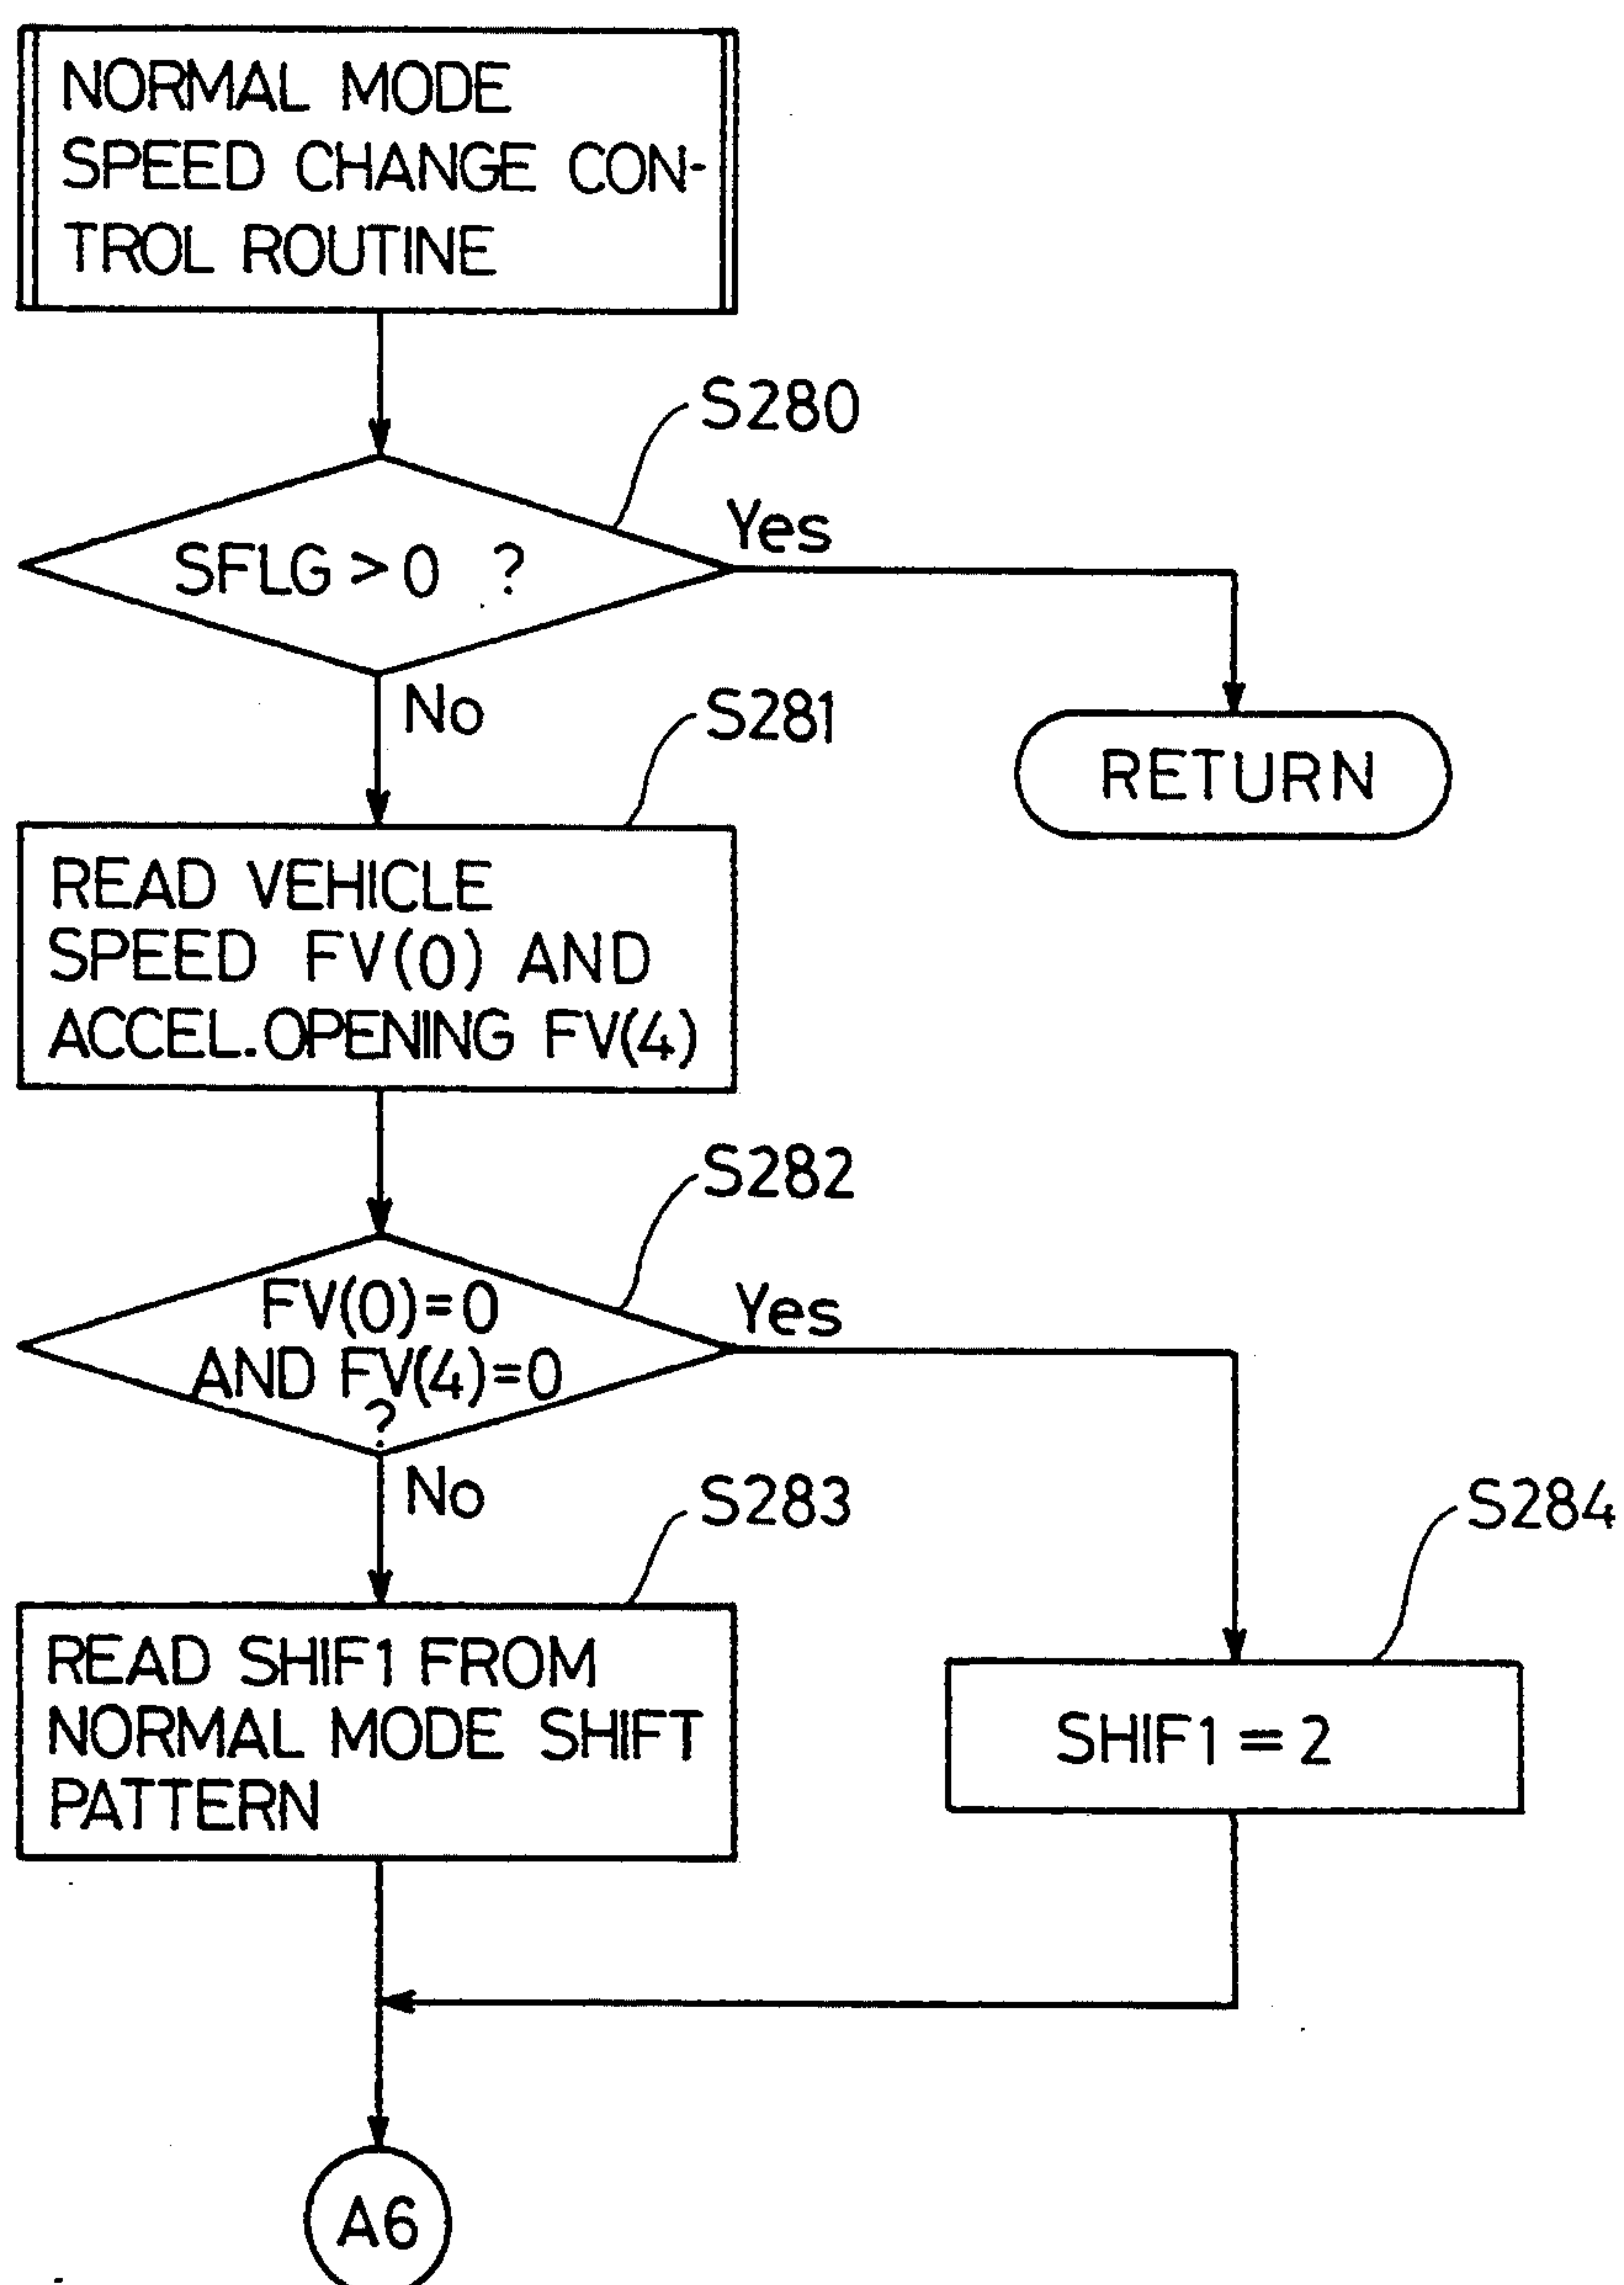 NORMAL MODE
SPEED CHANGE CON-
TROL ROUTINE
S280
SFLG > 0 ?
Yes
No
RETURN
S281
READ VEHICLE
SPEED FV(0) AND
ACCEL.OPENING FV(4)
S282
FV(0)=0
AND FV(4)=0
?
Yes
No
S283
READ SHIF1 FROM
NORMAL MODE SHIFT
PATTERN
S284
SHIF1 = 2
A6